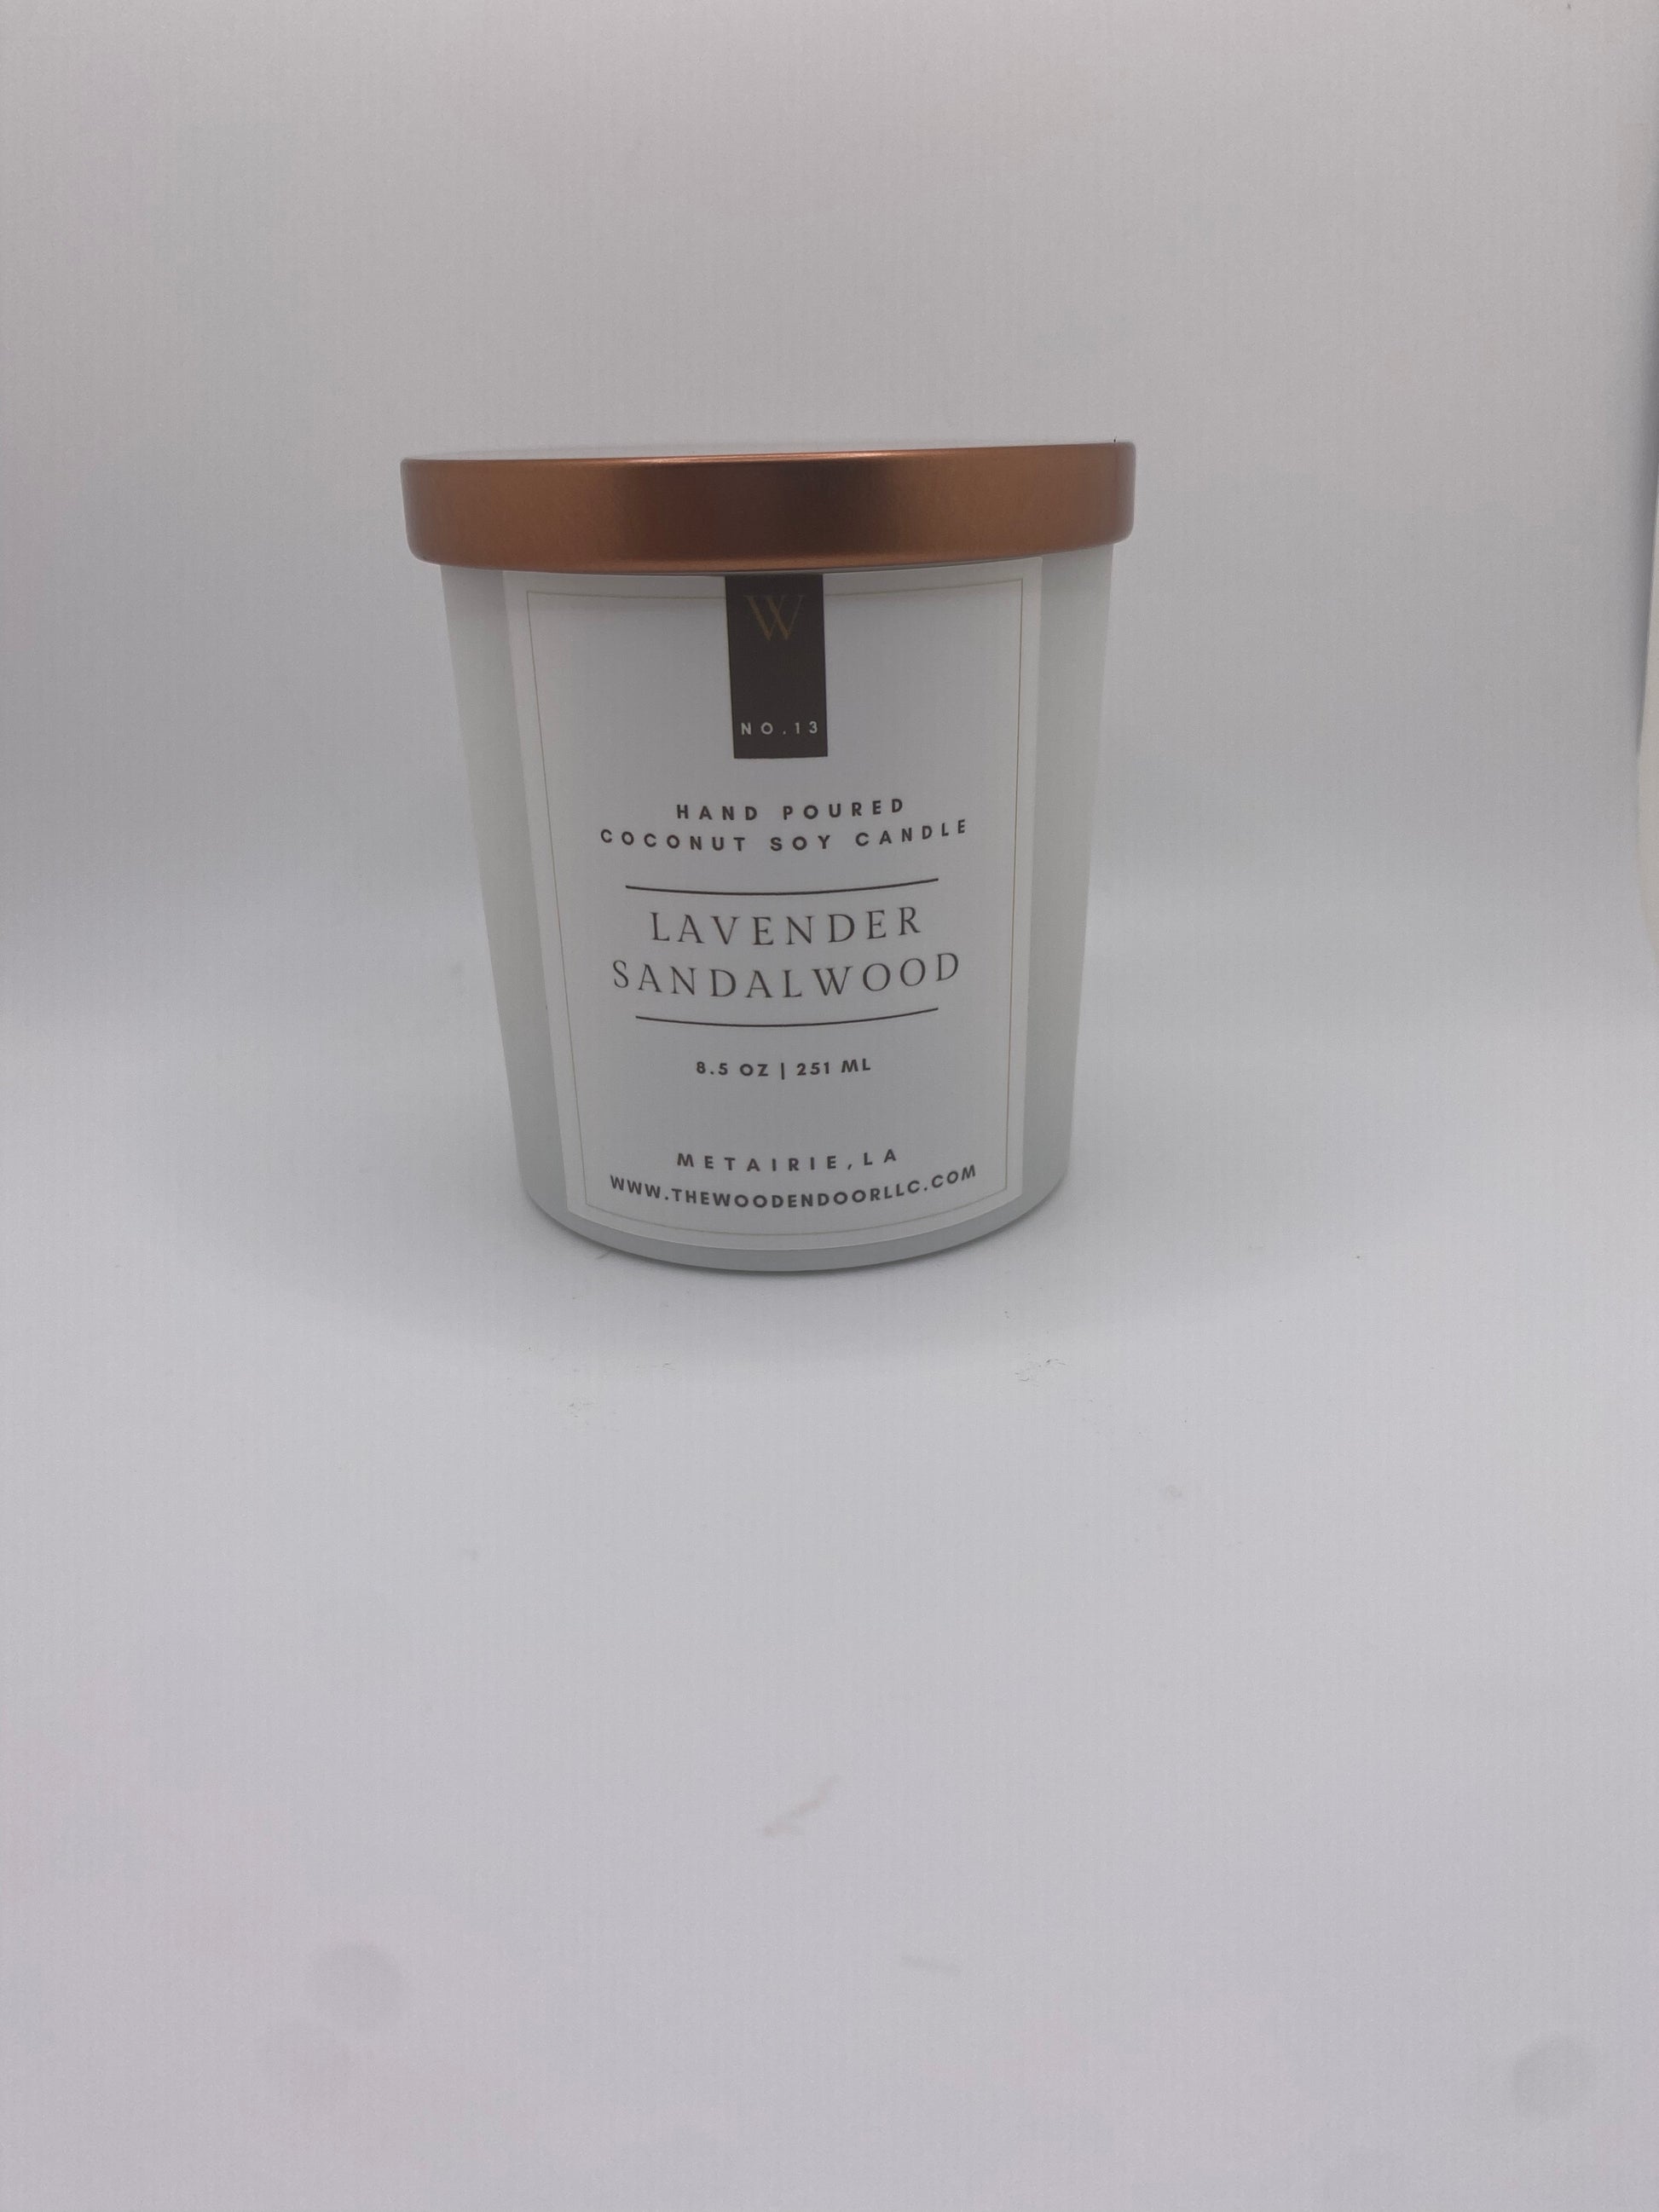 W
NO.13
HAND POURED
COCONUT SOY CANDLE
LAVENDER
SANDALWOOD
8.5 OZ | 251 ML
METAIRIE, LA
WWW.THEWOODENDOORLLC.COM